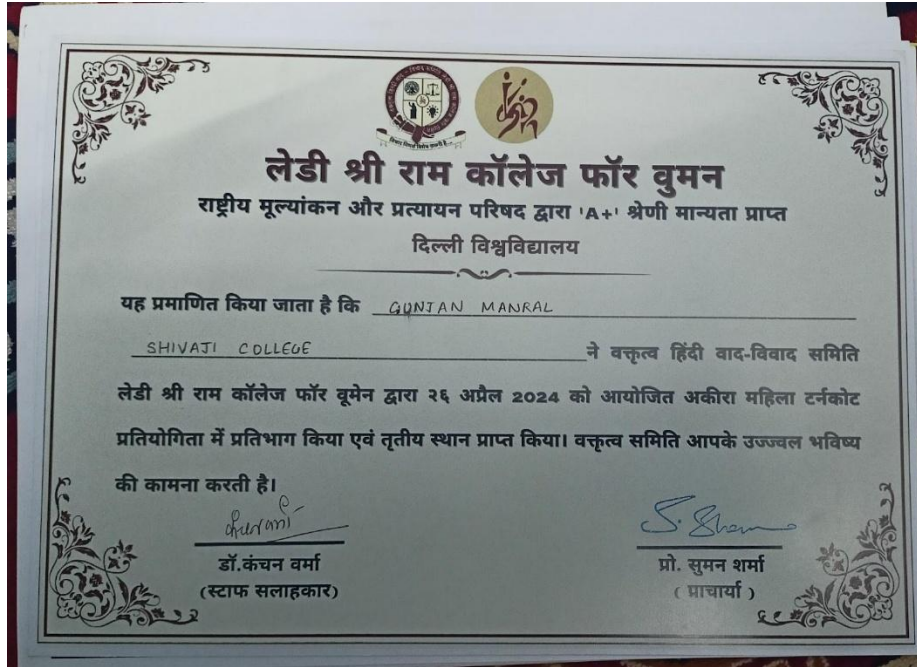 लेडी श्री राम कॉलेज फॉर वुमन
राष्ट्रीय मूल्यांकन और प्रत्यायन परिषद द्वारा 'A+' श्रेणी मान्यता प्राप्त
दिल्ली विश्वविद्यालय
यह प्रमाणित किया जाता है कि GUNJAN MANRAL
SHIVAJI COLLEGE ने वक्तृत्व हिंदी वाद-विवाद समिति
लेडी श्री राम कॉलेज फॉर वूमेन द्वारा २६ अप्रैल 2024 को आयोजित अकीरा महिला टर्नकोट
प्रतियोगिता में प्रतिभाग किया एवं तृतीय स्थान प्राप्त किया। वक्तृत्व समिति आपके उज्ज्वल भविष्य
की कामना करती है।
डॉ.कंचन वर्मा
(स्टाफ सलाहकार)
प्रो. सुमन शर्मा
( प्राचार्या )